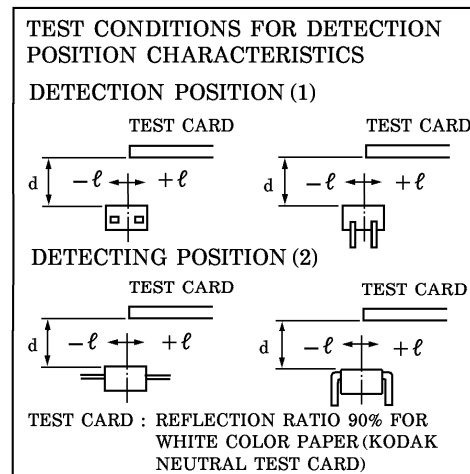 TEST CONDITIONS FOR DETECTION
POSITION CHARACTERISTICS
DETECTION POSITION (1)
TEST CARD
TEST CARD
d
-ℓ
+ℓ
d
-ℓ
+ℓ
DETECTING POSITION (2)
TEST CARD
TEST CARD
d
-ℓ
+ℓ
d
-ℓ
+ℓ
TEST CARD : REFLECTION RATIO 90% FOR
WHITE COLOR PAPER (KODAK
NEUTRAL TEST CARD)